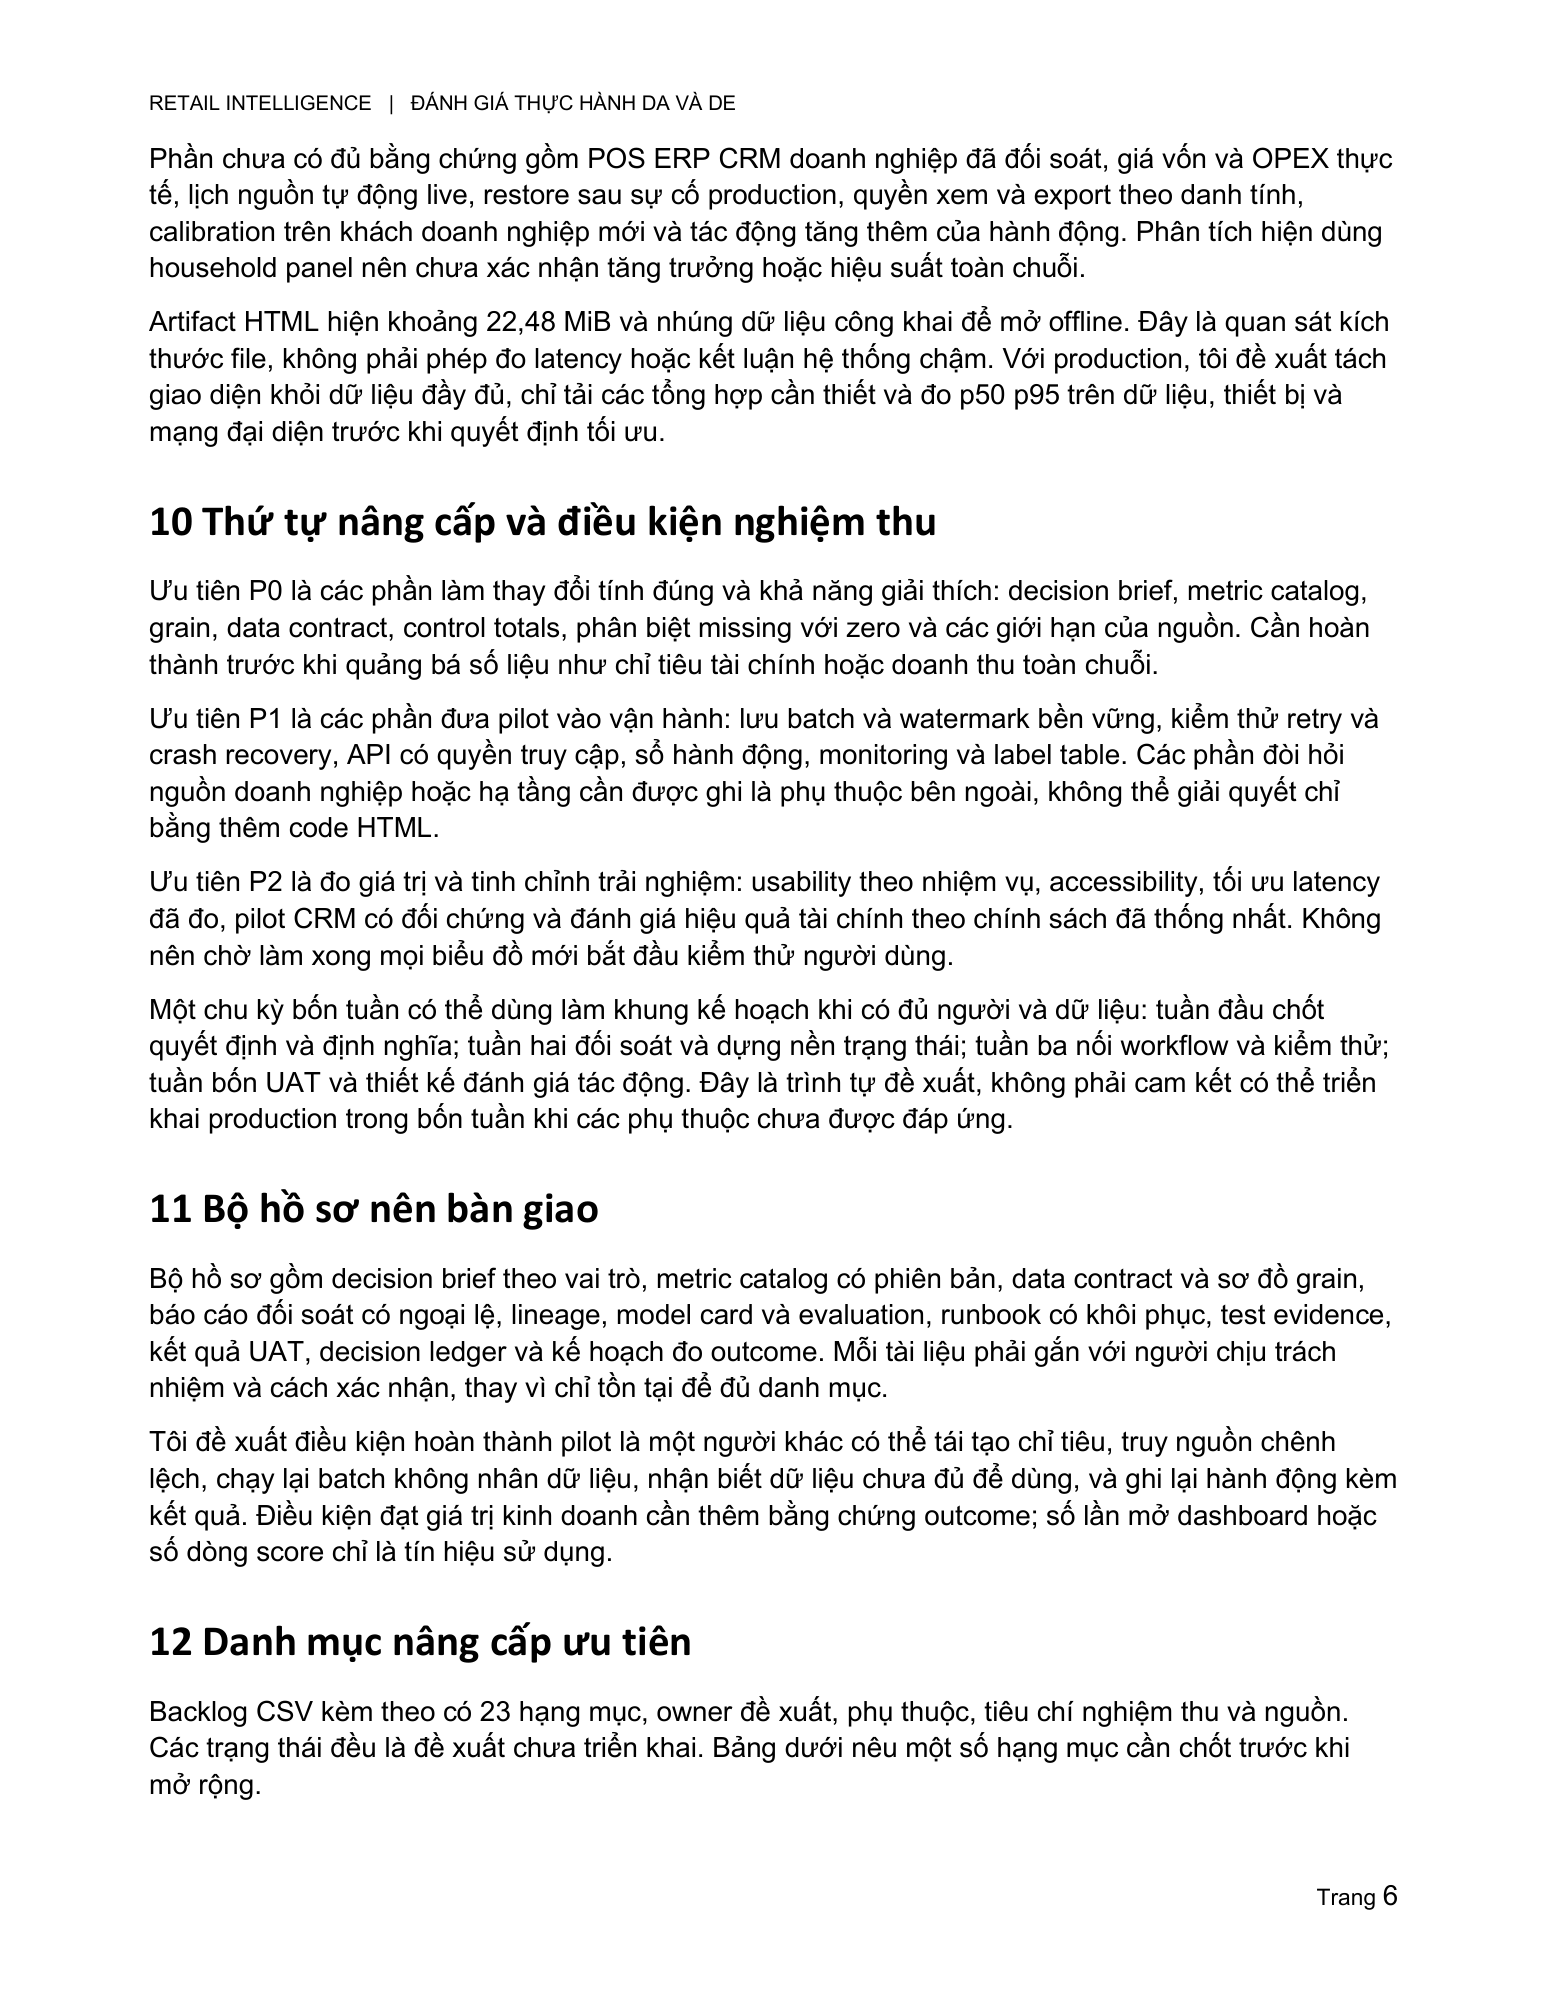 RETAIL INTELLIGENCE | ĐÁNH GIÁ THỰC HÀNH DA VÀ DE
Phần chưa có đủ bằng chứng gồm POS ERP CRM doanh nghiệp đã đối soát, giá vốn và OPEX thực
tế, lịch nguồn tự động live, restore sau sự cố production, quyền xem và export theo danh tính,
calibration trên khách doanh nghiệp mới và tác động tăng thêm của hành động. Phân tích hiện dùng
household panel nên chưa xác nhận tăng trưởng hoặc hiệu suất toàn chuỗi.
Artifact HTML hiện khoảng 22,48 MiB và nhúng dữ liệu công khai để mở offline. Đây là quan sát kích
thước file, không phải phép đo latency hoặc kết luận hệ thống chậm. Với production, tôi đề xuất tách
giao diện khỏi dữ liệu đầy đủ, chỉ tải các tổng hợp cần thiết và đo p50 p95 trên dữ liệu, thiết bị và
mạng đại diện trước khi quyết định tối ưu.
10 Thứ tự nâng cấp và điều kiện nghiệm thu
Ưu tiên P0 là các phần làm thay đổi tính đúng và khả năng giải thích: decision brief, metric catalog,
grain, data contract, control totals, phân biệt missing với zero và các giới hạn của nguồn. Cần hoàn
thành trước khi quảng bá số liệu như chỉ tiêu tài chính hoặc doanh thu toàn chuỗi.
Ưu tiên P1 là các phần đưa pilot vào vận hành: lưu batch và watermark bền vững, kiểm thử retry và
crash recovery, API có quyền truy cập, sổ hành động, monitoring và label table. Các phần đòi hỏi
nguồn doanh nghiệp hoặc hạ tầng cần được ghi là phụ thuộc bên ngoài, không thể giải quyết chỉ
bằng thêm code HTML.
Ưu tiên P2 là đo giá trị và tinh chỉnh trải nghiệm: usability theo nhiệm vụ, accessibility, tối ưu latency
đã đo, pilot CRM có đối chứng và đánh giá hiệu quả tài chính theo chính sách đã thống nhất. Không
nên chờ làm xong mọi biểu đồ mới bắt đầu kiểm thử người dùng.
Một chu kỳ bốn tuần có thể dùng làm khung kế hoạch khi có đủ người và dữ liệu: tuần đầu chốt
quyết định và định nghĩa; tuần hai đối soát và dựng nền trạng thái; tuần ba nối workflow và kiểm thử;
tuần bốn UAT và thiết kế đánh giá tác động. Đây là trình tự đề xuất, không phải cam kết có thể triển
khai production trong bốn tuần khi các phụ thuộc chưa được đáp ứng.
11 Bộ hồ sơ nên bàn giao
Bộ hồ sơ gồm decision brief theo vai trò, metric catalog có phiên bản, data contract và sơ đồ grain,
báo cáo đối soát có ngoại lệ, lineage, model card và evaluation, runbook có khôi phục, test evidence,
kết quả UAT, decision ledger và kế hoạch đo outcome. Mỗi tài liệu phải gắn với người chịu trách
nhiệm và cách xác nhận, thay vì chỉ tồn tại để đủ danh mục.
Tôi đề xuất điều kiện hoàn thành pilot là một người khác có thể tái tạo chỉ tiêu, truy nguồn chênh
lệch, chạy lại batch không nhân dữ liệu, nhận biết dữ liệu chưa đủ để dùng, và ghi lại hành động kèm
kết quả. Điều kiện đạt giá trị kinh doanh cần thêm bằng chứng outcome; số lần mở dashboard hoặc
số dòng score chỉ là tín hiệu sử dụng.
12 Danh mục nâng cấp ưu tiên
Backlog CSV kèm theo có 23 hạng mục, owner đề xuất, phụ thuộc, tiêu chí nghiệm thu và nguồn.
Các trạng thái đều là đề xuất chưa triển khai. Bảng dưới nêu một số hạng mục cần chốt trước khi
mở rộng.
Trang 6